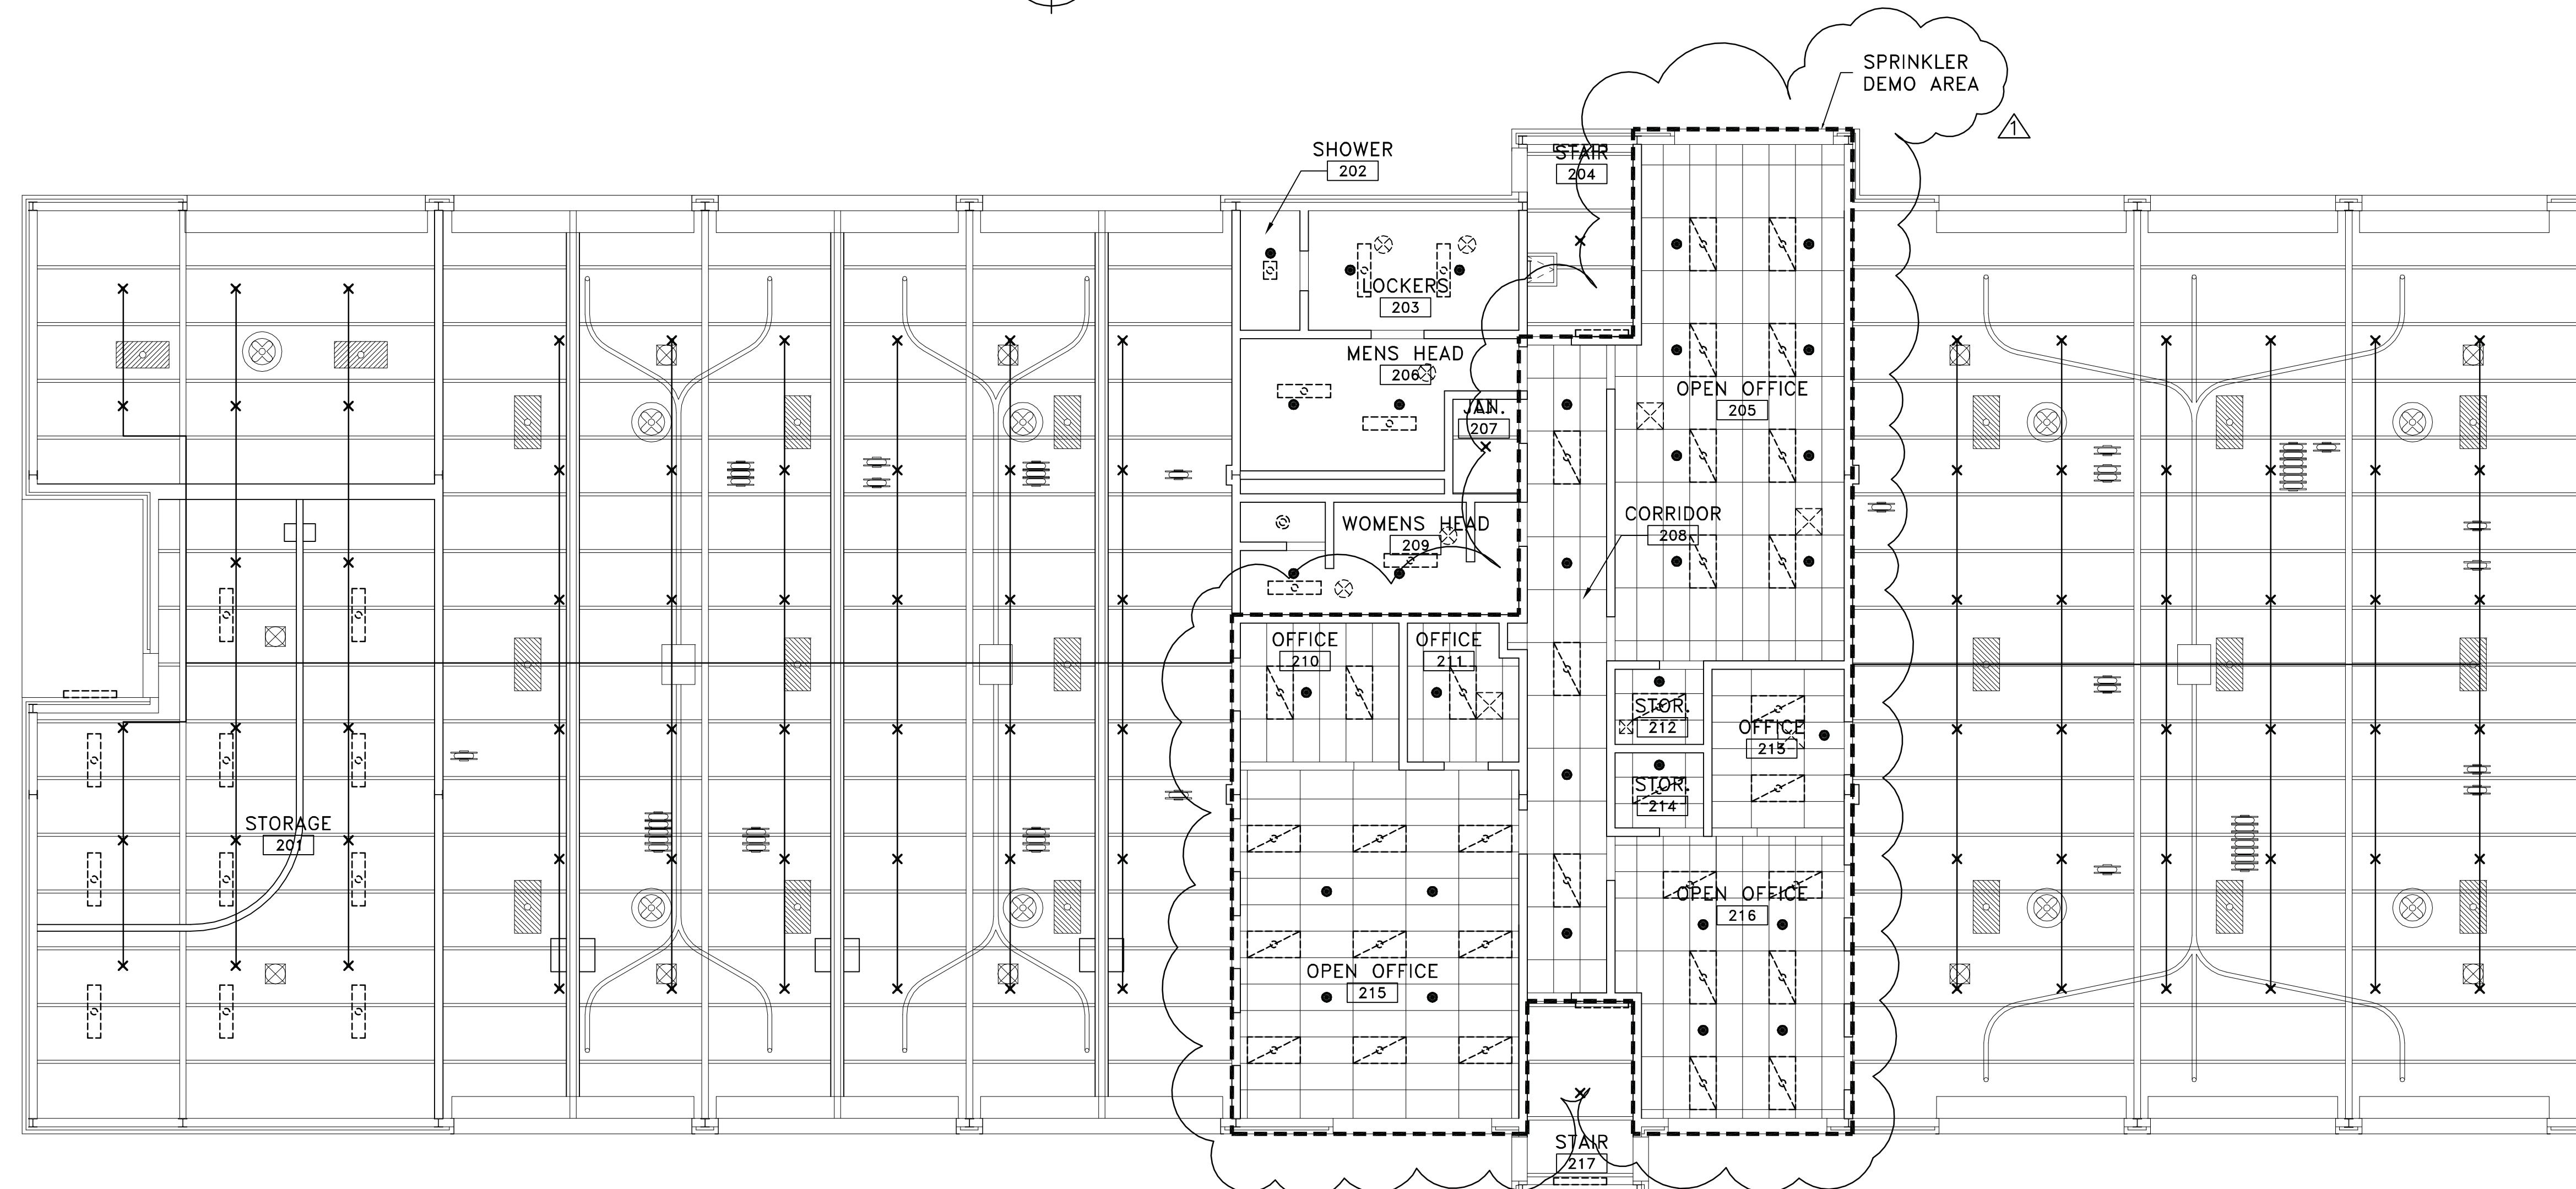 SPRINKLER
DEMO AREA
1
SHOWER
202
STAIR
204
LOCKERS
203
MENS HEAD
206
JAN.
207
OPEN OFFICE
205
WOMENS HEAD
209
CORRIDOR
208
OFFICE
210
OFFICE
211
STOR.
212
OFFICE
213
STOR.
214
STORAGE
201
OPEN OFFICE
216
OPEN OFFICE
215
STAIR
217